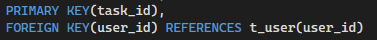 PRIMARY KEY(task_id),
FOREIGN KEY(user_id) REFERENCES t_user(user_id)